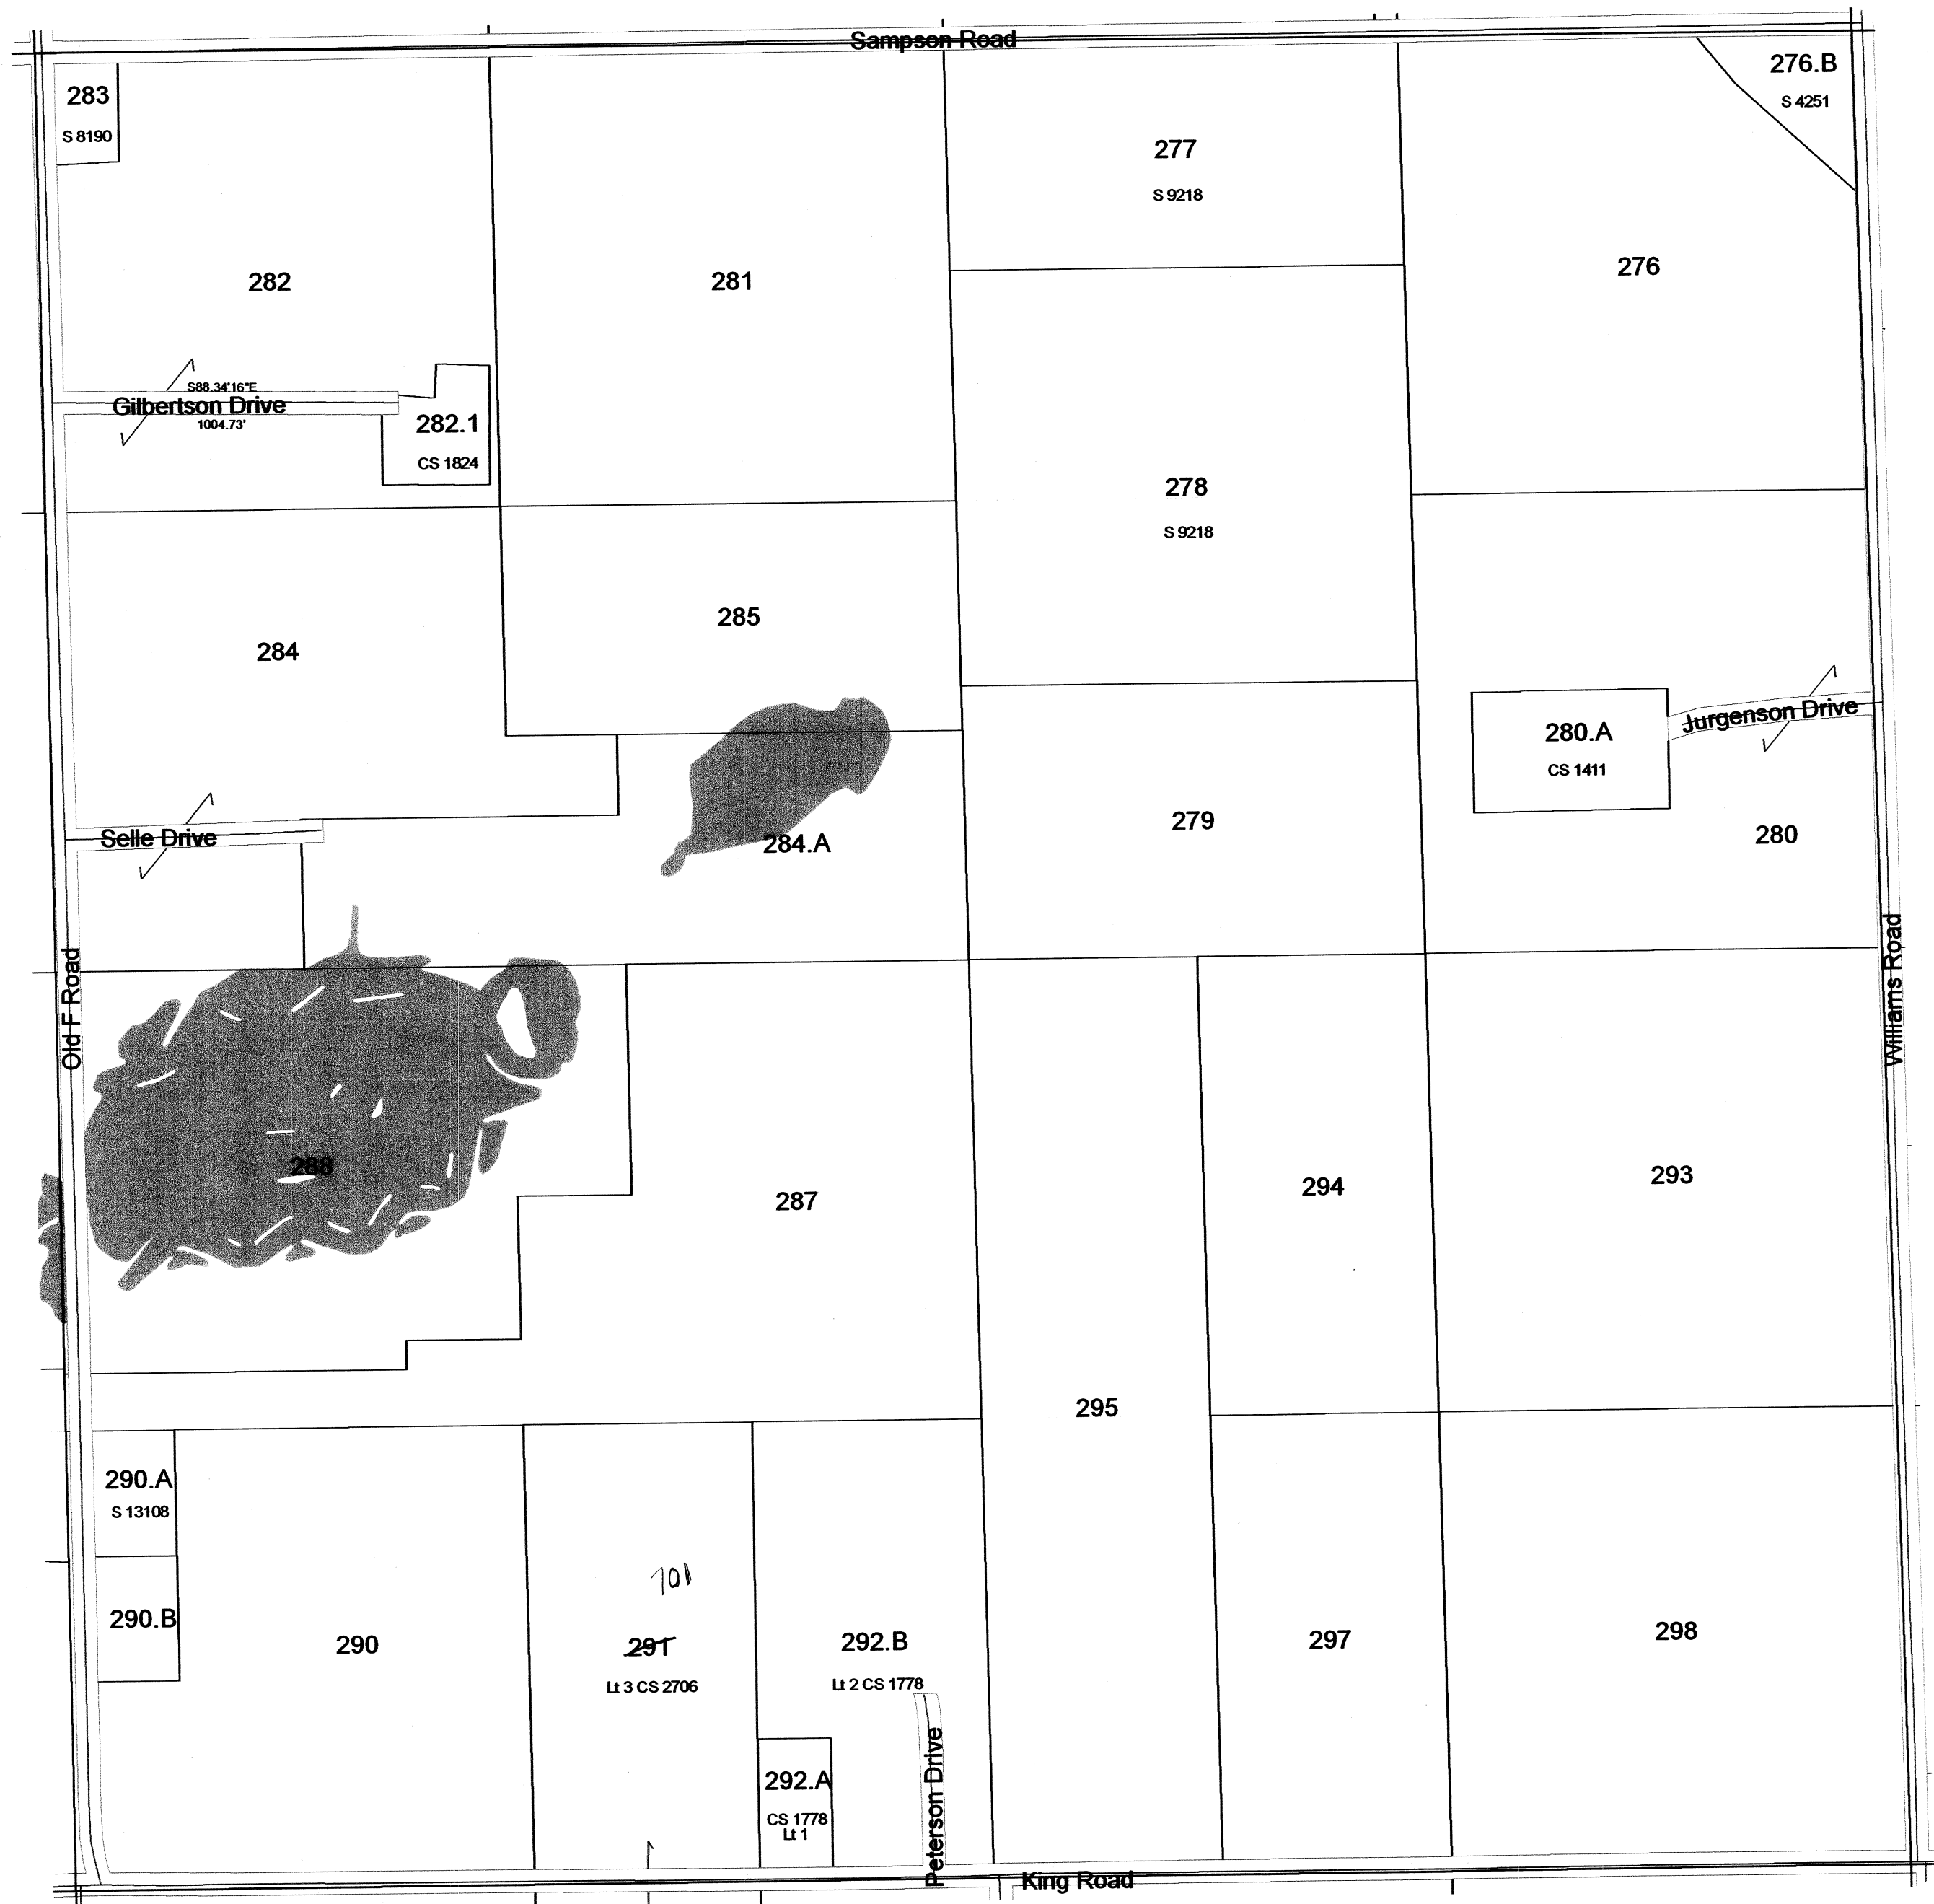 Sampson Road
283
S 8190
276.B
S 4251
277
S 9218
282
281
276
S88.34'16"E
Gilbertson Drive
1004.73'
282.1
CS 1824
278
S 9218
284
285
280.A
CS 1411
Jurgenson Drive
Selle Drive
284.A
279
280
Old F Road
Williams Road
288
287
294
293
295
290.A
S 13108
290.B
290
701
291
Lt 3 CS 2706
292.B
Lt 2 CS 1778
297
298
292.A
CS 1778
Lt 1
Peterson Drive
King Road